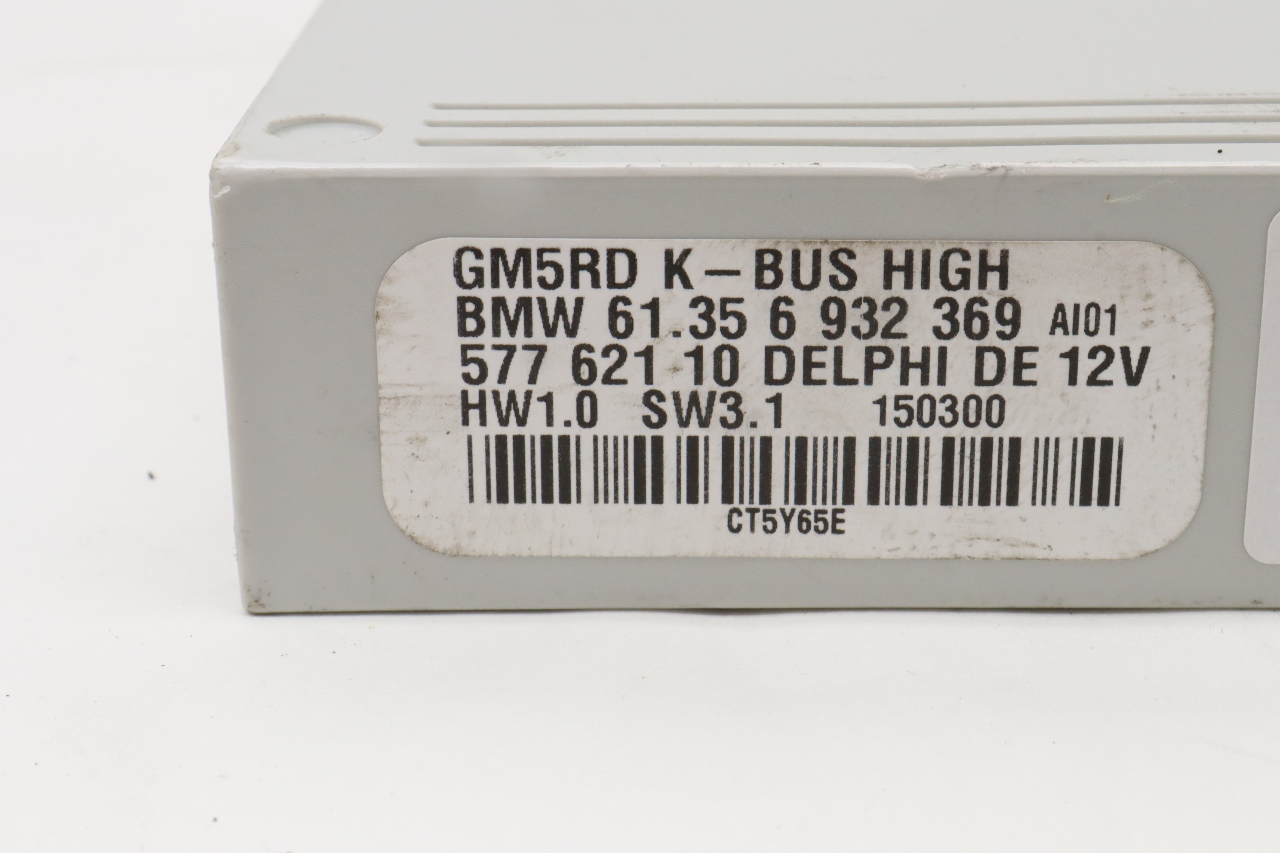 GM5RD K-BUS HIGH
BMW 61.35 6 932 369 AI01
577 621 10 DELPHI DE 12V
HW1.0 SW3.1 150300
CT5Y65E